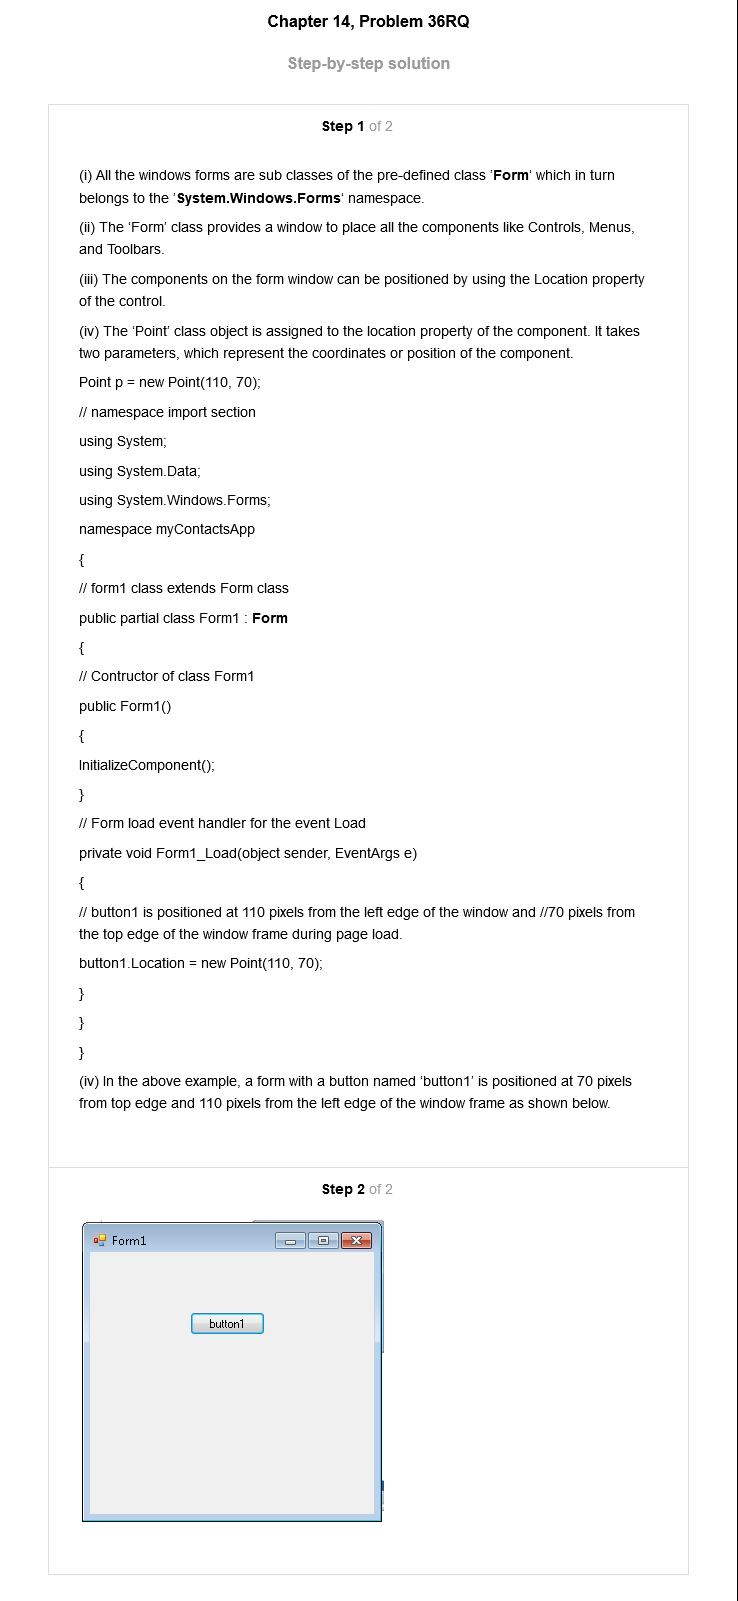 Chapter 14, Problem 36RQ
Step-by-step solution
Step 1 of 2
(i) All the windows forms are sub classes of the pre-defined class 'Form' which in turn
belongs to the 'System.Windows.Forms' namespace.
(ii) The 'Form' class provides a window to place all the components like Controls, Menus,
and Toolbars.
(iii) The components on the form window can be positioned by using the Location property
of the control.
(iv) The 'Point' class object is assigned to the location property of the component. It takes
two parameters, which represent the coordinates or position of the component.
Point p = new Point(110, 70);
// namespace import section
using System;
using System.Data;
using System.Windows.Forms;
namespace myContactsApp
{
// form1 class extends Form class
public partial class Form1 : Form
{
// Contructor of class Form1
public Form1()
{
InitializeComponent();
}
// Form load event handler for the event Load
private void Form1_Load(object sender, EventArgs e)
{
// button1 is positioned at 110 pixels from the left edge of the window and //70 pixels from
the top edge of the window frame during page load.
button1.Location = new Point(110, 70);
}
}
}
(iv) In the above example, a form with a button named 'button1' is positioned at 70 pixels
from top edge and 110 pixels from the left edge of the window frame as shown below.
Step 2 of 2
Form1
button1